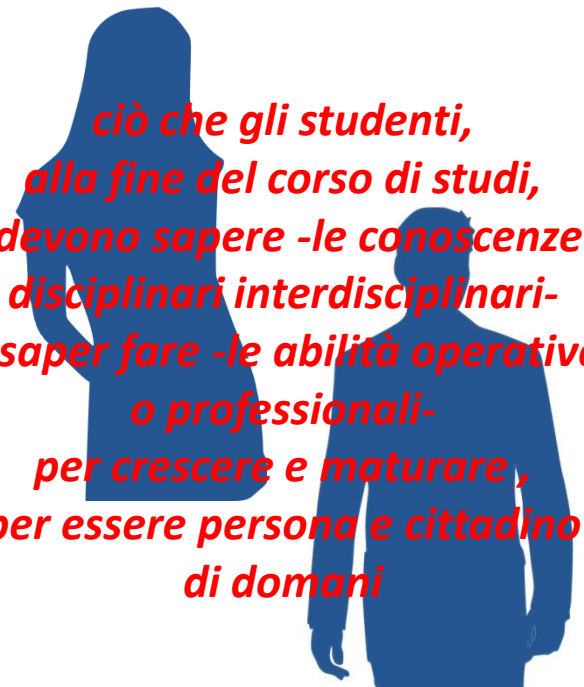 ciò che gli studenti,
alla fine del corso di studi,
devono sapere -le conoscenze
disciplinari interdisciplinari-
saper fare -le abilità operative
o professionali-
per crescere e maturare ,
per essere persona e cittadino
di domani